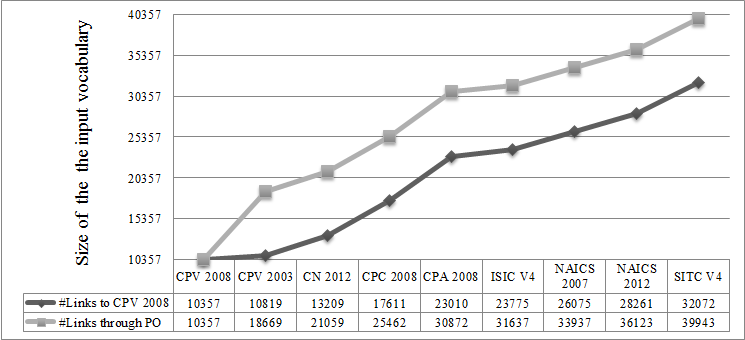 Size of the the input vocabulary
40357
35357
30357
25357
20357
15357
10357
CPV 2008 CPV 2003 CN 2012 CPC 2008 CPA 2008 ISIC V4 NAICS 2007 NAICS 2012 SITC V4
#Links to CPV 2008 10357 10819 13209 17611 23010 23775 26075 28261 32072
#Links through PO 10357 18669 21059 25462 30872 31637 33937 36123 39943